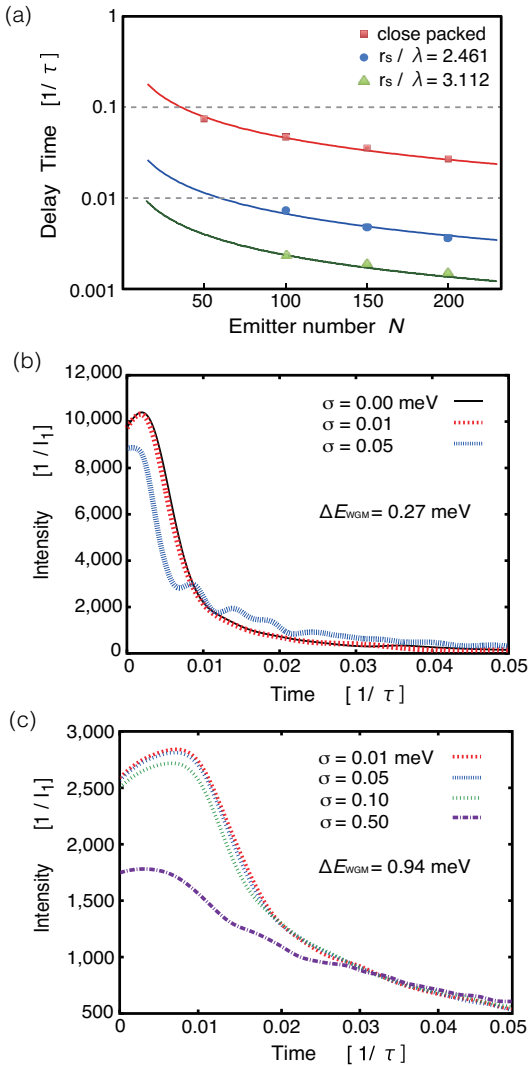 (a)
Delay Time [1/ τ ]
1
0.1
0.01
0.001
close packed
rs / λ = 2.461
rs / λ = 3.112
50 100 150 200
Emitter number N
(b)
Intensity [1 / I1]
12,000
10,000
8,000
6,000
4,000
2,000
0
σ = 0.00 meV
σ = 0.01
σ = 0.05
ΔEWGM = 0.27 meV
0 0.01 0.02 0.03 0.04 0.05
Time [ 1/ τ ]
(c)
Intensity [1 / I1]
3,000
2,500
2,000
1,500
1,000
500
σ = 0.01 meV
σ = 0.05
σ = 0.10
σ = 0.50
ΔEWGM = 0.94 meV
0 0.01 0.02 0.03 0.04 0.05
Time [ 1/ τ ]